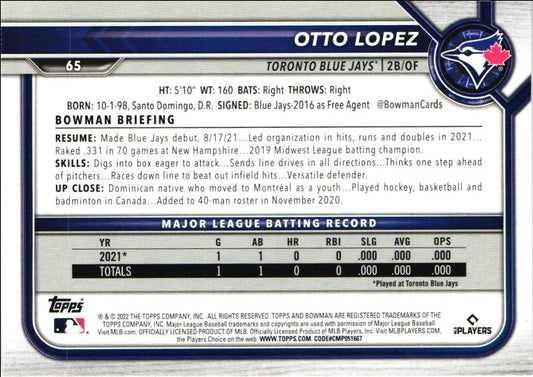 OTTO LOPEZ
65
TORONTO BLUE JAYS® | 2B/OF
HT: 5'10" WT: 160 BATS: Right THROWS: Right
BORN: 10-1-98, Santo Domingo, D.R. SIGNED: Blue Jays-2016 as Free Agent @BowmanCards
BOWMAN BRIEFING
RESUME: Made Blue Jays debut, 8/17/21...Led organization in hits, runs and doubles in 2021...
Raked .331 in 70 games at New Hampshire...2019 Midwest League batting champion.
SKILLS: Digs into box eager to attack...Sends line drives in all directions...Thinks one step ahead
of pitchers...Races down line to beat out infield hits...Versatile defender.
UP CLOSE: Dominican native who moved to Montréal as a youth...Played hockey, basketball and
badminton in Canada...Added to 40-man roster in November 2020.
MAJOR LEAGUE BATTING RECORD
YR G AB HR RBI SLG AVG OPS
2021* 1 1 0 0 .000 .000 .000
TOTALS 1 1 0 0 .000 .000 .000
*Played at Toronto Blue Jays
Topps
® & © 2022 THE TOPPS COMPANY, INC. ALL RIGHTS RESERVED. TOPPS AND BOWMAN ARE REGISTERED TRADEMARKS OF THE
TOPPS COMPANY, INC. Major League Baseball trademarks and copyrights are used with permission of Major League Baseball.
Visit MLB.com. OFFICIALLY LICENSED PRODUCT OF MLB. Officially Licensed Product of MLB Players, Inc. Visit MLBPLAYERS.com, the
Players Choice on the web. WWW.TOPPS.COM. CODE#CMP051667
PLAYERS